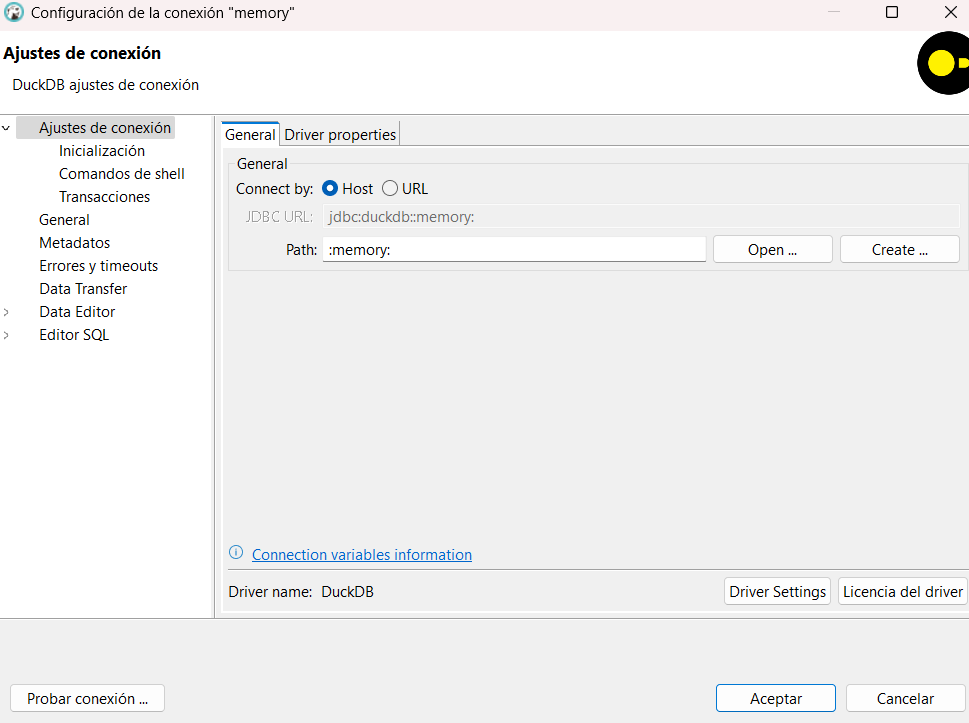 Configuración de la conexión "memory"
Ajustes de conexión
DuckDB ajustes de conexión
Ajustes de conexión
Inicialización
Comandos de shell
Transacciones
General
Metadatos
Errores y timeouts
Data Transfer
Data Editor
Editor SQL
General Driver properties
General
Connect by: Host URL
JDBC URL: jdbc:duckdb::memory:
Path: :memory: Open ... Create ...
Connection variables information
Driver name: DuckDB Driver Settings Licencia del driver
Probar conexión ... Aceptar Cancelar